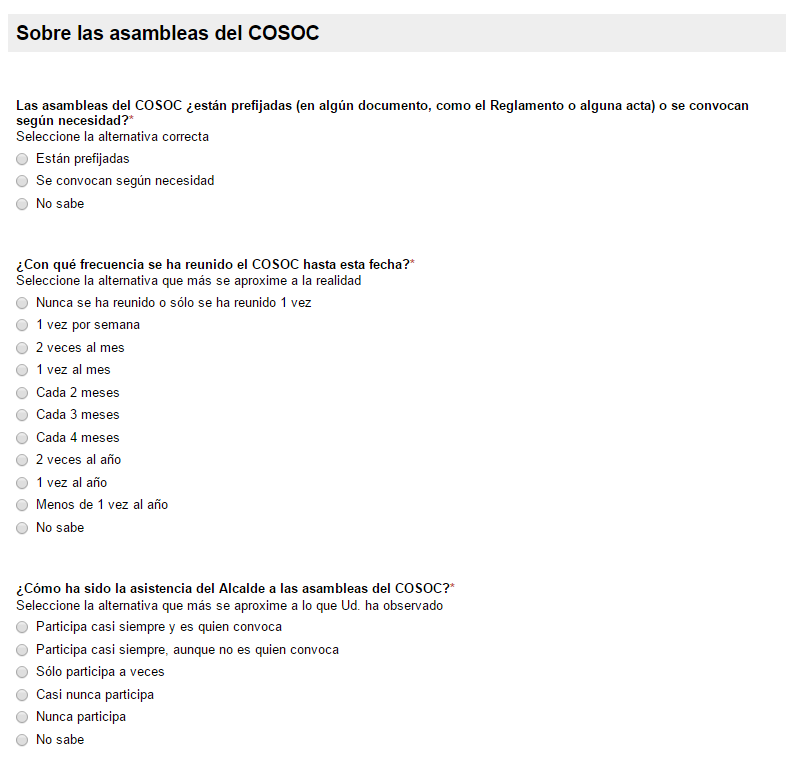 Sobre las asambleas del COSOC
Las asambleas del COSOC ¿están prefijadas (en algún documento, como el Reglamento o alguna acta) o se convocan
según necesidad?*
Seleccione la alternativa correcta
Están prefijadas
Se convocan según necesidad
No sabe
¿Con qué frecuencia se ha reunido el COSOC hasta esta fecha?*
Seleccione la alternativa que más se aproxime a la realidad
Nunca se ha reunido o sólo se ha reunido 1 vez
1 vez por semana
2 veces al mes
1 vez al mes
Cada 2 meses
Cada 3 meses
Cada 4 meses
2 veces al año
1 vez al año
Menos de 1 vez al año
No sabe
¿Cómo ha sido la asistencia del Alcalde a las asambleas del COSOC?*
Seleccione la alternativa que más se aproxime a lo que Ud. ha observado
Participa casi siempre y es quien convoca
Participa casi siempre, aunque no es quien convoca
Sólo participa a veces
Casi nunca participa
Nunca participa
No sabe